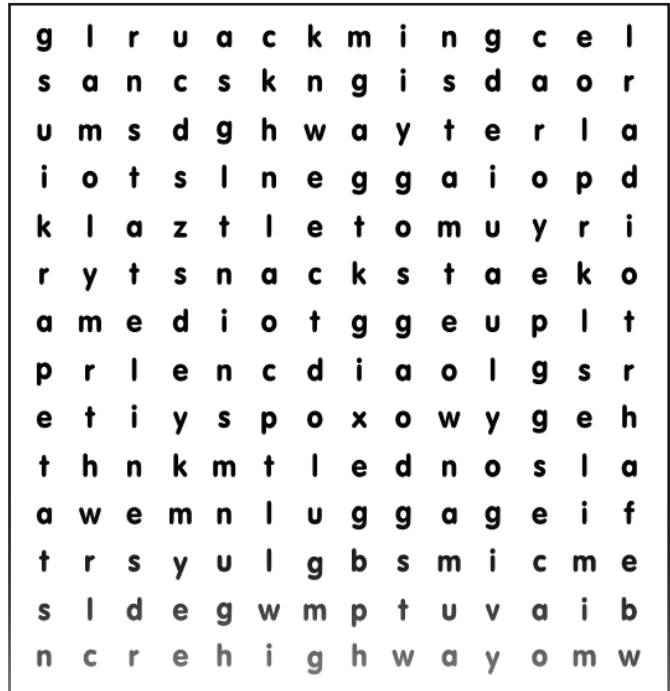 g l r u a c k m i n g c e l
s a n c s k n g i s d a o r
u m s d g h w a y t e r l a
i o t s l n e g g a i o p d
k l a z t l e t o m u y r i
r y t s n a c k s t a e k o
a m e d i o t g g e u p l t
p r l e n c d i a o l g s r
e t i y s p o x o w y g e h
t h n k m t l e d n o s l a
a w e m n l u g g a g e i f
t r s y u l g b s m i c m e
s l d e g w m p t u v a i b
n c r e h i g h w a y o m w